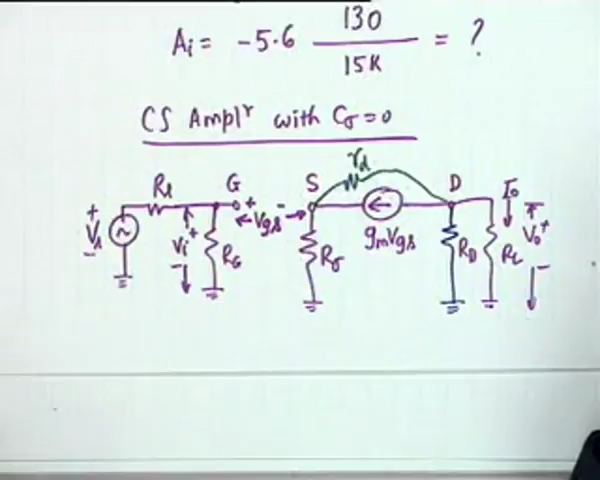 Ai = -5.6 130/15K = ?
CS Amplr with Cσ=0
rd
Rs G S D Io
+ Vs - Vi + - + Vgs - gmVgs Vo + -
RG Rσ RD RL